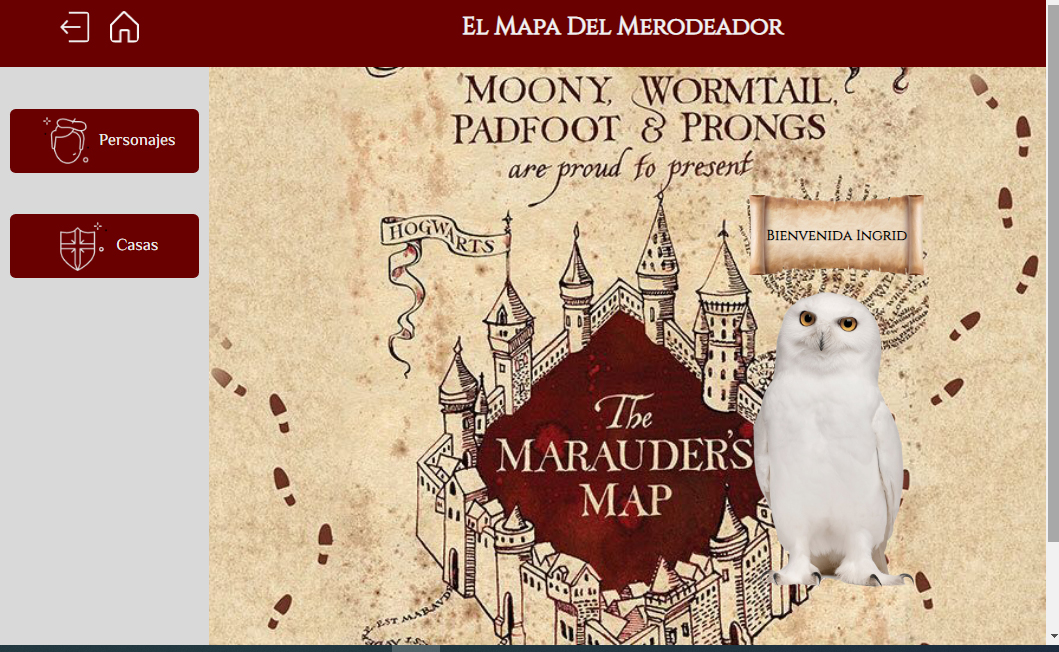 El Mapa Del Merodeador
Personajes
Casas
MOONY, WORMTAIL,
PADFOOT & PRONGS
are proud to present
HOGWARTS
Bienvenida Ingrid
The
MARAUDER'S
MAP